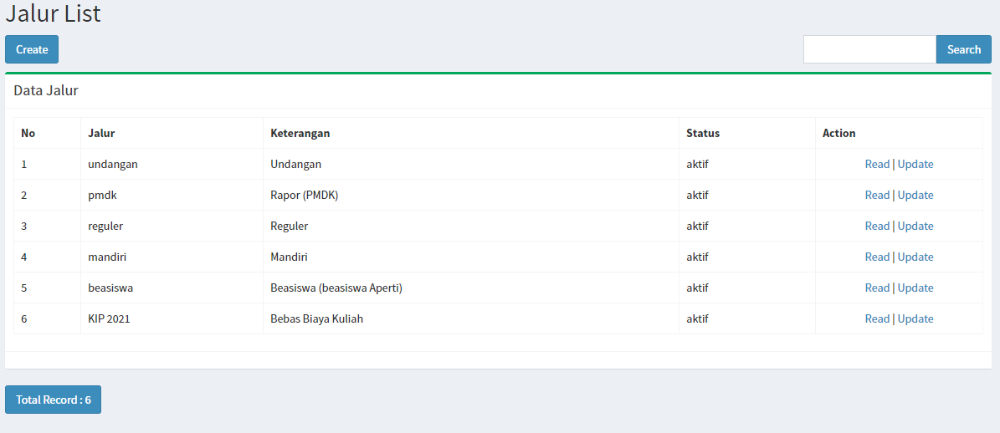 Jalur List
Create
Search
Data Jalur
No Jalur Keterangan Status Action
1 undangan Undangan aktif Read | Update
2 pmdk Rapor (PMDK) aktif Read | Update
3 reguler Reguler aktif Read | Update
4 mandiri Mandiri aktif Read | Update
5 beasiswa Beasiswa (beasiswa Aperti) aktif Read | Update
6 KIP 2021 Bebas Biaya Kuliah aktif Read | Update
Total Record : 6